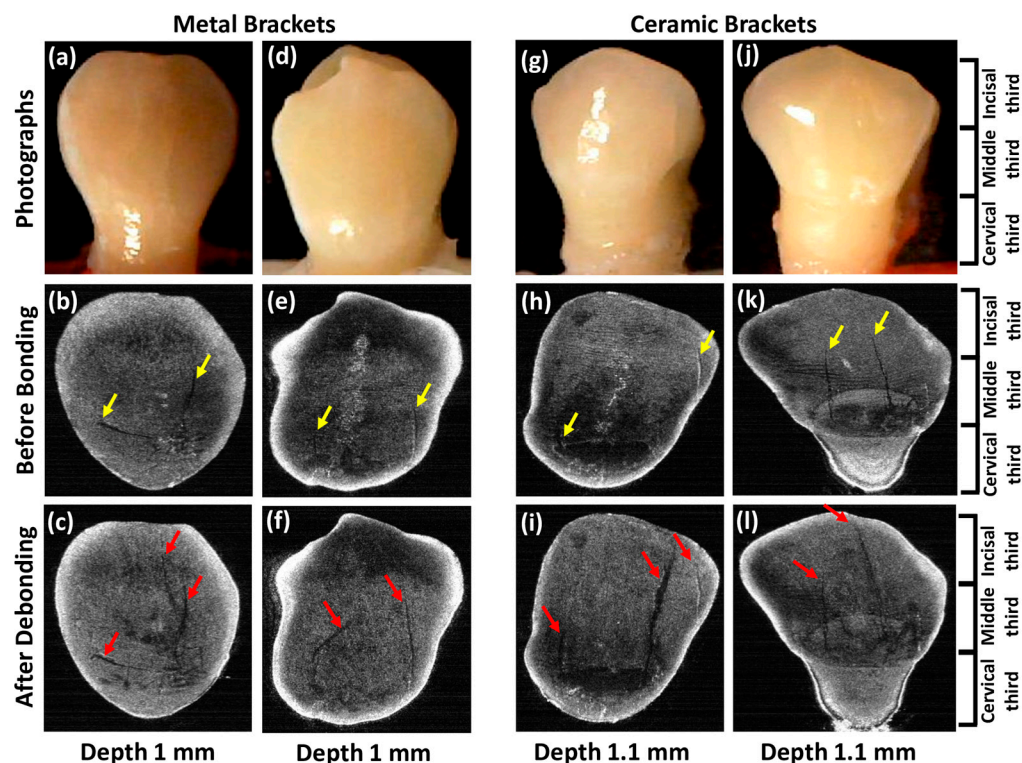 Metal Brackets
Ceramic Brackets
Photographs
(a)
(d)
(g)
(j)
Incisal third
Middle third
Cervical third
Before Bonding
(b)
(e)
(h)
(k)
Incisal third
Middle third
Cervical third
After Debonding
(c)
(f)
(i)
(l)
Incisal third
Middle third
Cervical third
Depth 1 mm
Depth 1 mm
Depth 1.1 mm
Depth 1.1 mm